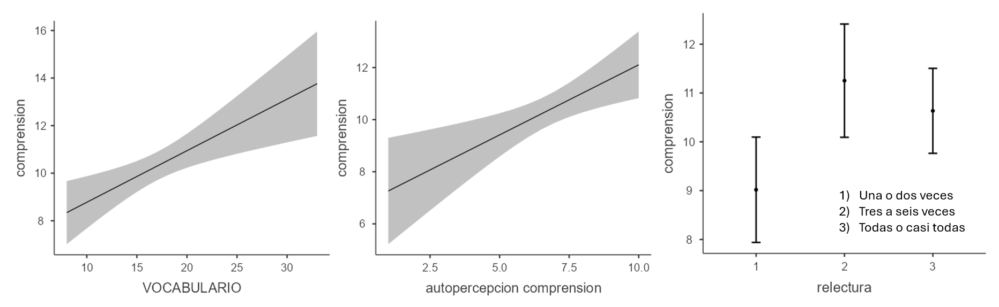 comprension
16
14
12
10
8
10
15
20
25
30
VOCABULARIO
comprension
12
10
8
6
2.5
5.0
7.5
10.0
autopercepcion comprension
comprension
12
11
10
9
8
1) Una o dos veces
2) Tres a seis veces
3) Todas o casi todas
1
2
3
relectura